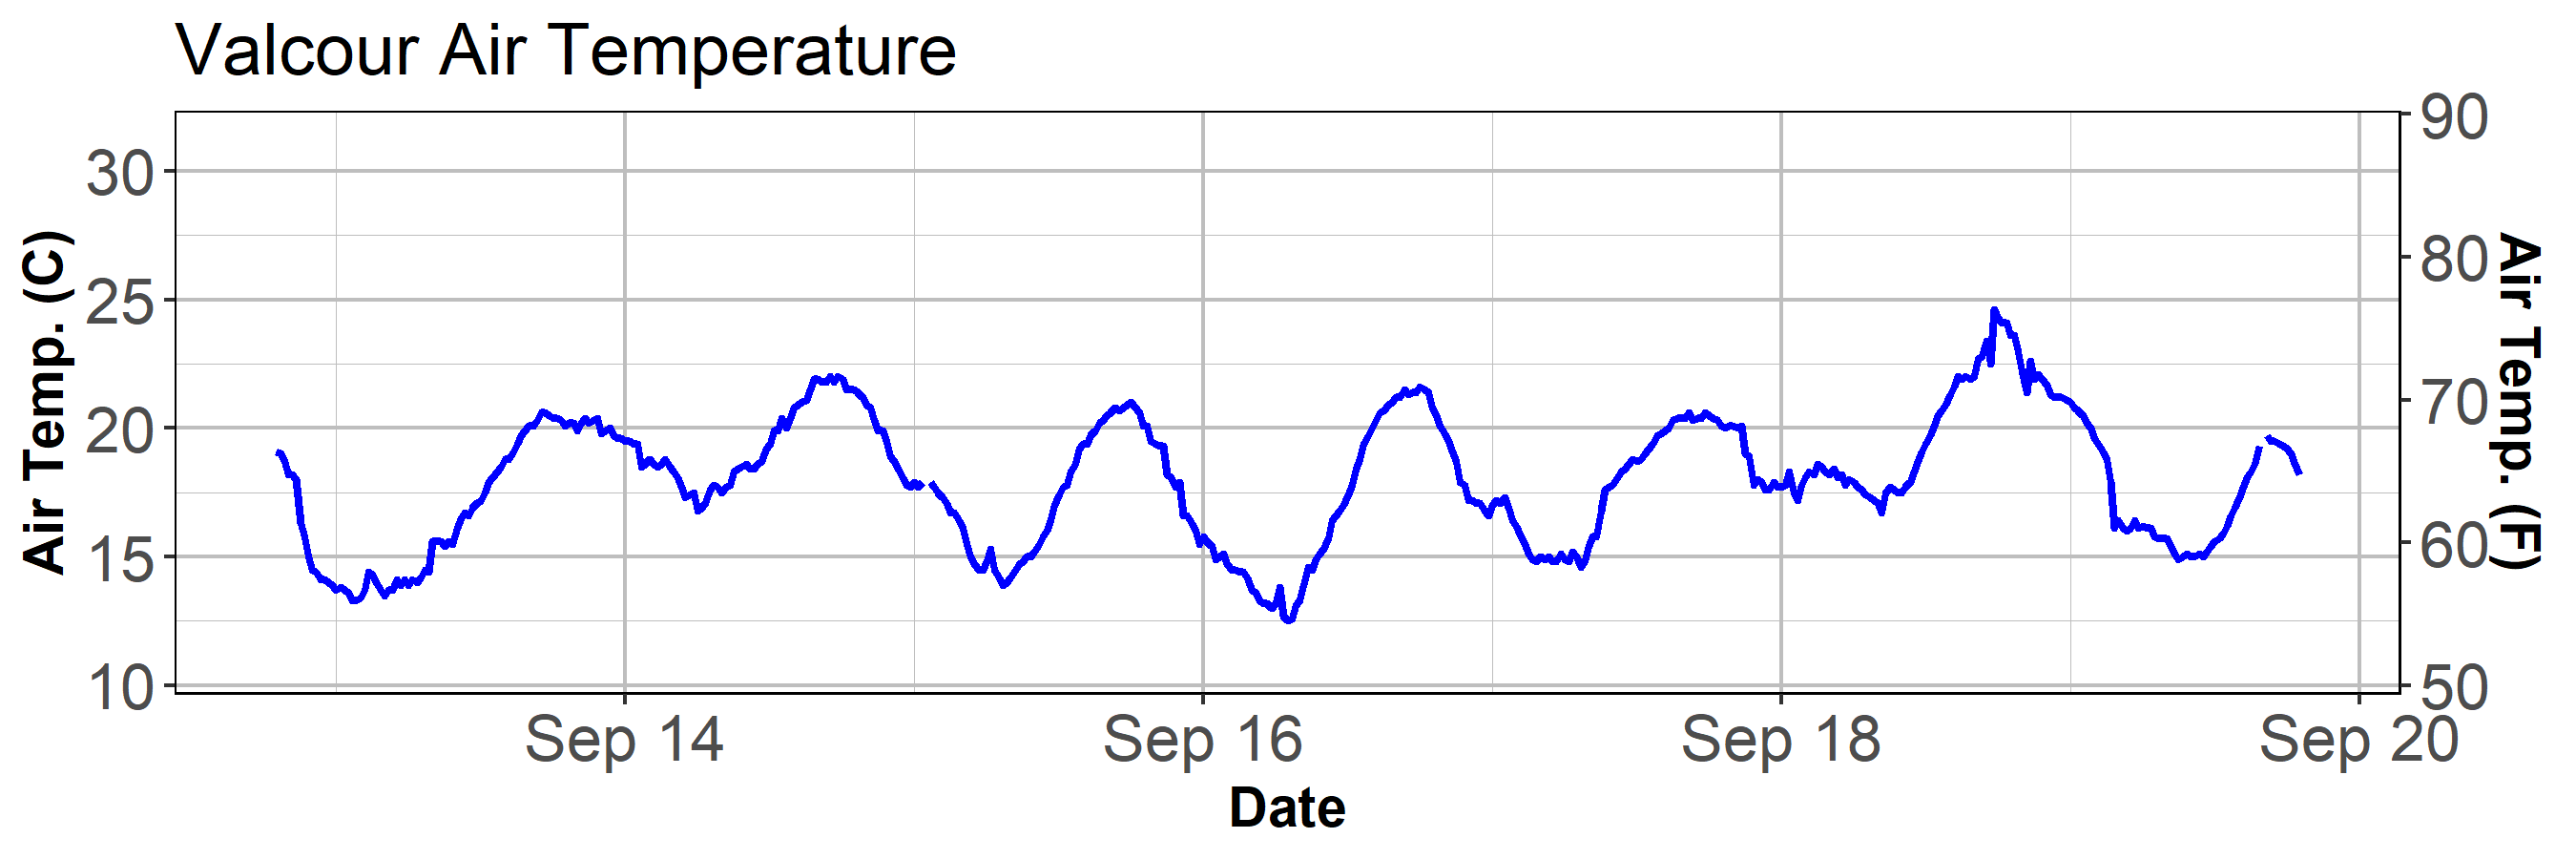 Valcour Air Temperature
Air Temp. (C)
30
25
20
15
10
90
80
70
60
50
Air Temp. (F)
Sep 14
Sep 16
Sep 18
Sep 20
Date